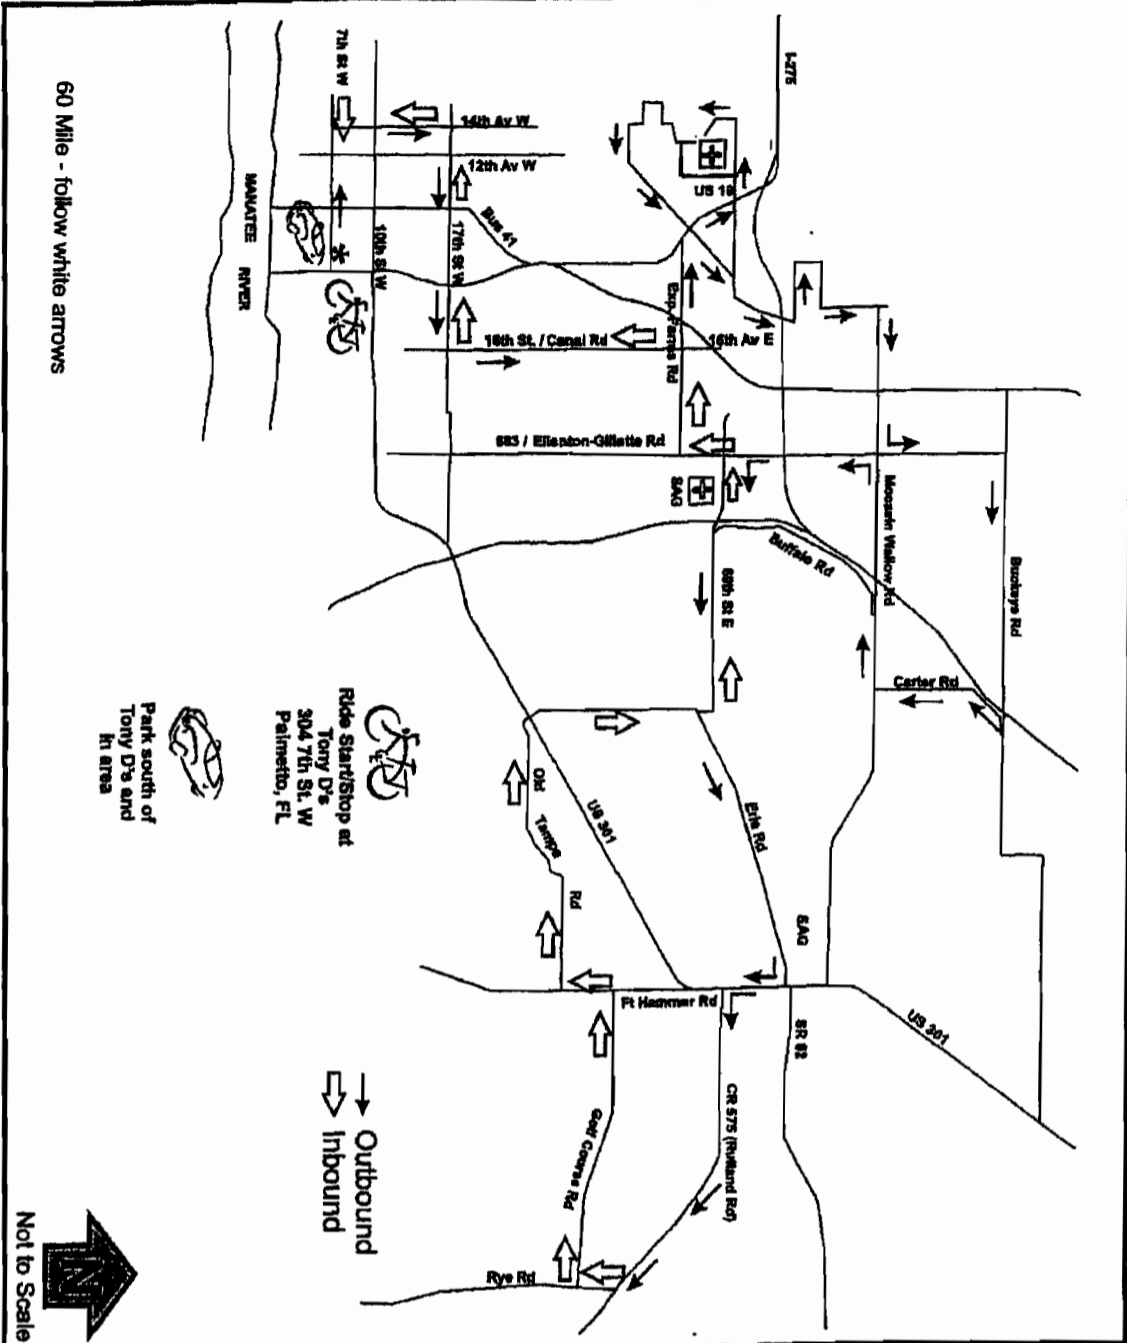 60 Mile - follow white arrows
MANATEE
RIVER
7th St W
10th St W
17th St W
14th Av W
12th Av W
Bus 41
US 19
I-275
16th St. / Canal Rd
16th Av E
683 / Ellenton-Gillette Rd
SAG
69th St E
Buffalo Rd
Moccasin Wallow Rd
Buckeye Rd
Carter Rd
Erie Rd
US 301
Old
Tampa
Rd
SAG
Ft Hammer Rd
SR 62
US 301
CR 675 (Rutland Rd)
Golf Course Rd
Rye Rd
Ride Start/Stop at
Tony D's
304 7th St. W
Palmetto, FL
Park south of
Tony D's and
in area
Outbound
Inbound
N
Not to Scale